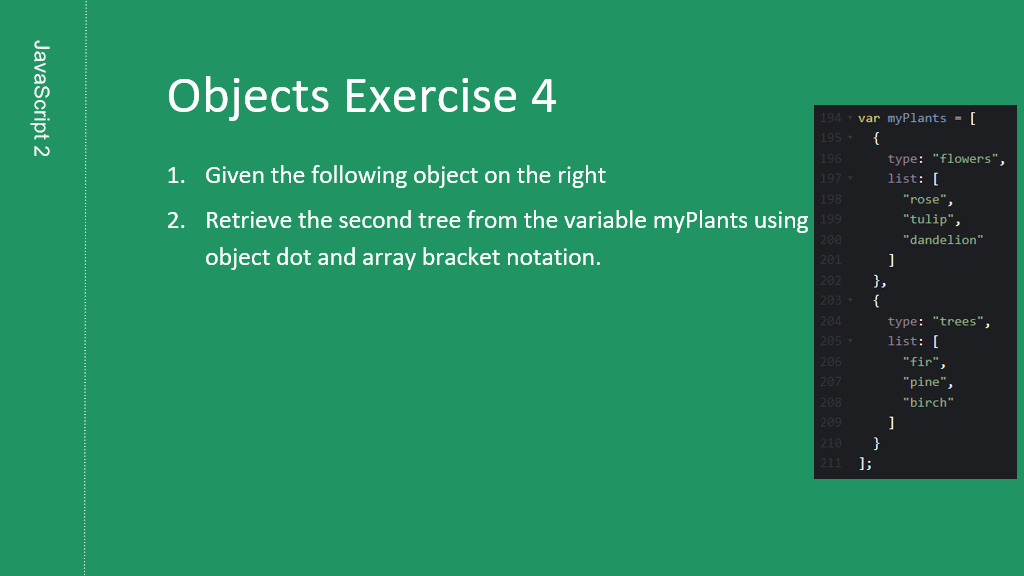 JavaScript 2
Objects Exercise 4
1. Given the following object on the right
2. Retrieve the second tree from the variable myPlants using
object dot and array bracket notation.
194 var myPlants = [
195 {
196 type: "flowers",
197 list: [
198 "rose",
199 "tulip",
200 "dandelion"
201 ]
202 },
203 {
204 type: "trees",
205 list: [
206 "fir",
207 "pine",
208 "birch"
209 ]
210 }
211 ];